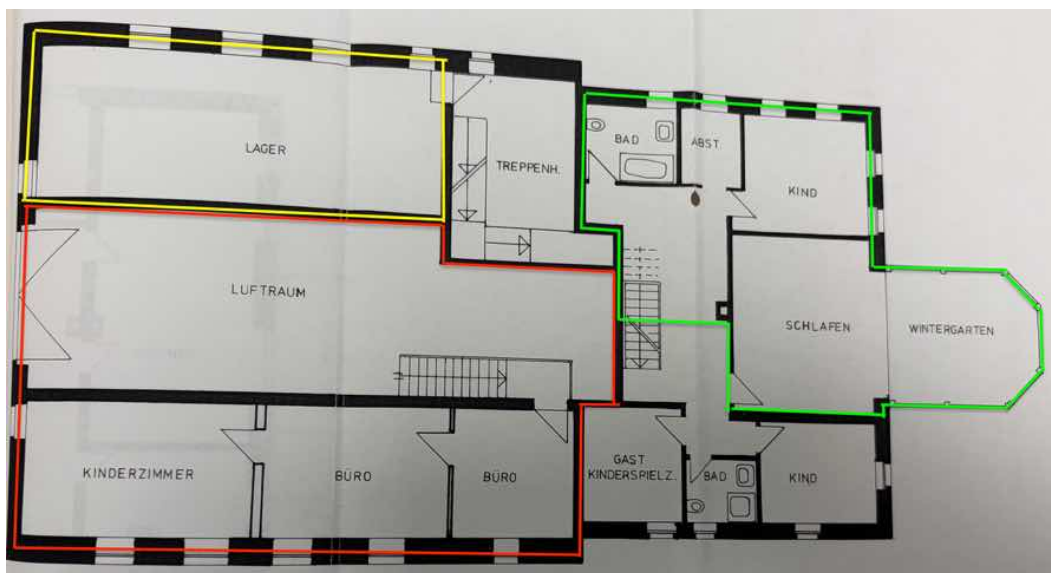 LAGER
TREPPENH.
BAD
ABST.
KIND
LUFTRAUM
SCHLAFEN
WINTERGARTEN
KINDERZIMMER
BÜRO
BÜRO
GAST
KINDERSPIELZ.
BAD
KIND